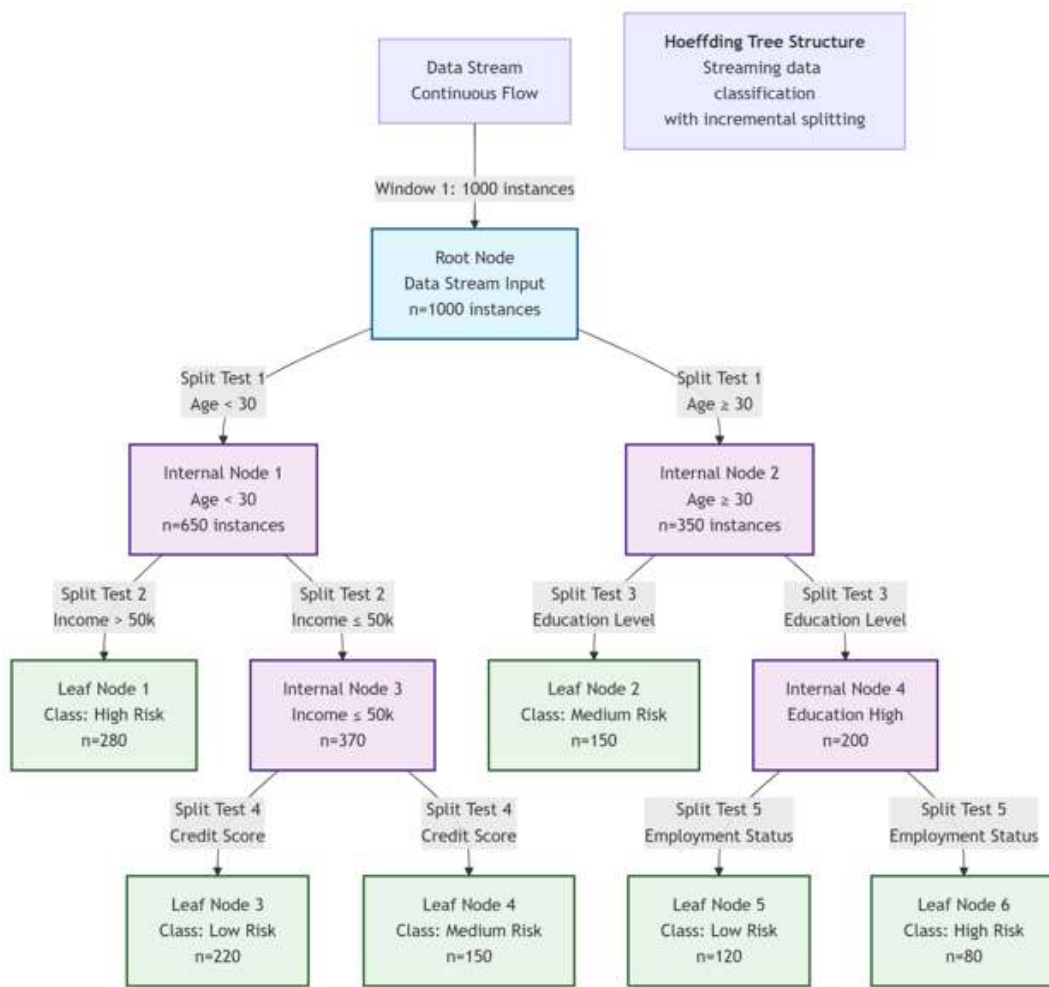 Data Stream
Continuous Flow
Hoeffding Tree Structure
Streaming data
classification
with incremental splitting
Window 1: 1000 instances
Root Node
Data Stream Input
n=1000 instances
Split Test 1
Age < 30
Split Test 1
Age ≥ 30
Internal Node 1
Age < 30
n=650 instances
Internal Node 2
Age ≥ 30
n=350 instances
Split Test 2
Income > 50k
Split Test 2
Income ≤ 50k
Split Test 3
Education Level
Split Test 3
Education Level
Leaf Node 1
Class: High Risk
n=280
Internal Node 3
Income ≤ 50k
n=370
Leaf Node 2
Class: Medium Risk
n=150
Internal Node 4
Education High
n=200
Split Test 4
Credit Score
Split Test 4
Credit Score
Split Test 5
Employment Status
Split Test 5
Employment Status
Leaf Node 3
Class: Low Risk
n=220
Leaf Node 4
Class: Medium Risk
n=150
Leaf Node 5
Class: Low Risk
n=120
Leaf Node 6
Class: High Risk
n=80